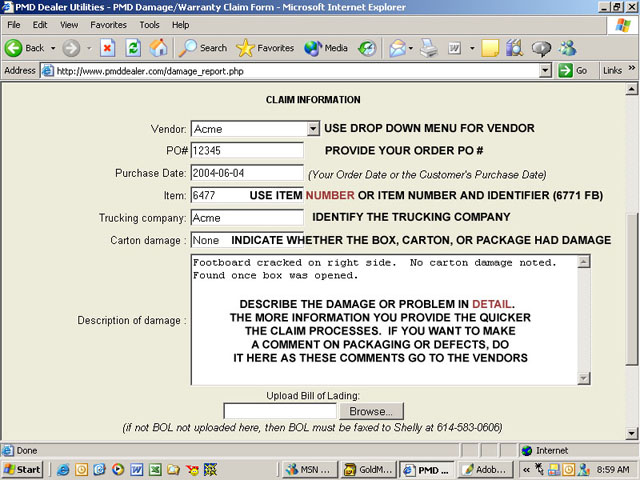 PMD Dealer Utilities - PMD Damage/Warranty Claim Form - Microsoft Internet Explorer
File Edit View Favorites Tools Help
Back Search Favorites Media
Address http://www.pmddealer.com/damage_report.php Go Links »
CLAIM INFORMATION
Vendor: Acme USE DROP DOWN MENU FOR VENDOR
PO# 12345 PROVIDE YOUR ORDER PO #
Purchase Date: 2004-06-04 (Your Order Date or the Customer's Purchase Date)
Item: 6477 USE ITEM NUMBER OR ITEM NUMBER AND IDENTIFIER (6771 FB)
Trucking company: Acme IDENTIFY THE TRUCKING COMPANY
Carton damage : None INDICATE WHETHER THE BOX, CARTON, OR PACKAGE HAD DAMAGE
Footboard cracked on right side. No carton damage noted.
Found once box was opened.
DESCRIBE THE DAMAGE OR PROBLEM IN DETAIL.
THE MORE INFORMATION YOU PROVIDE THE QUICKER
Description of damage : THE CLAIM PROCESSES. IF YOU WANT TO MAKE
A COMMENT ON PACKAGING OR DEFECTS, DO
IT HERE AS THESE COMMENTS GO TO THE VENDORS
Upload Bill of Lading:
Browse...
(if not BOL not uploaded here, then BOL must be faxed to Shelly at 614-583-0606)
Done Internet
Start MSN ... GoldM... PMD ... Adob... « 8:59 AM